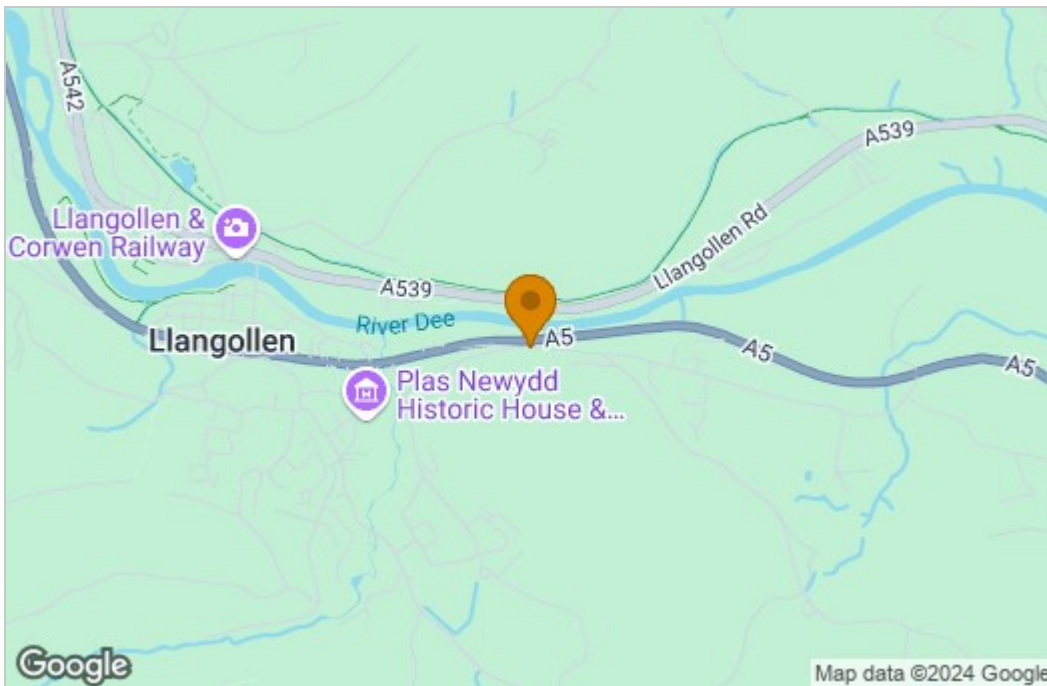 A542
A539
Llangollen &
Corwen Railway
Llangollen Rd
A539
River Dee
Llangollen
A5
A5
A5
Plas Newydd
Historic House &...
Google
Map data ©2024 Google